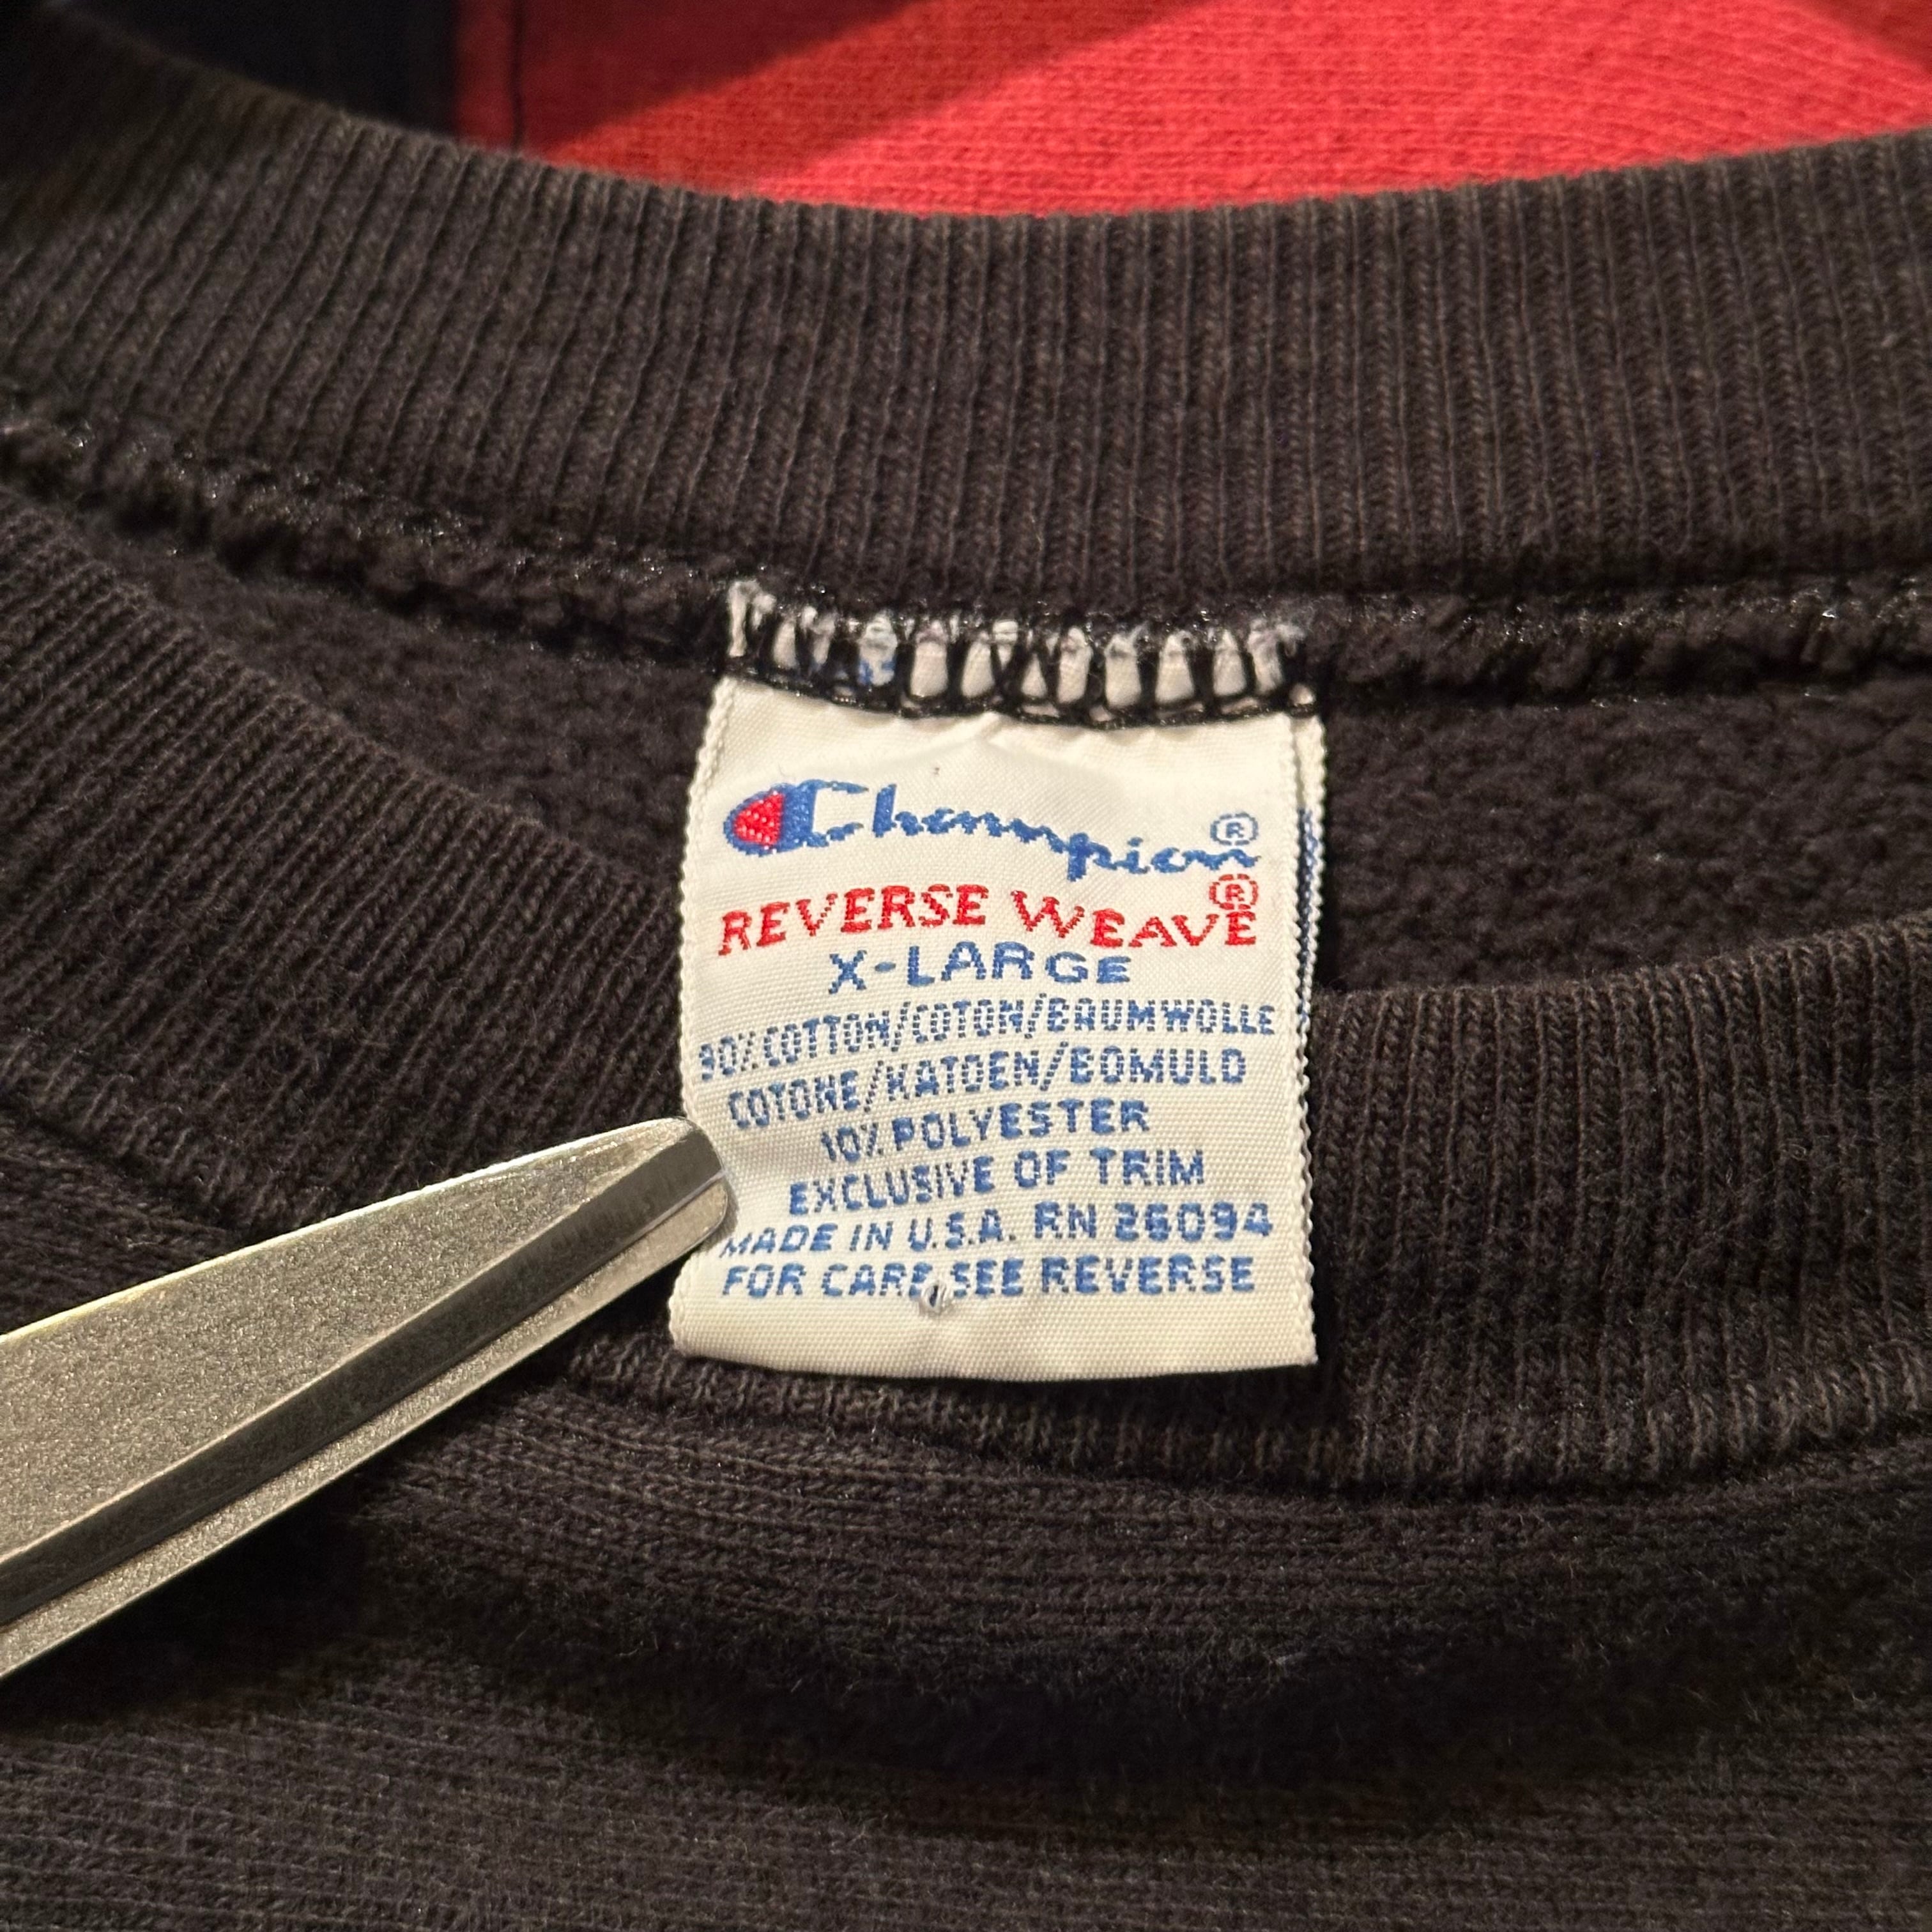 Champion®
REVERSE WEAVE®
X-LARGE
90% COTTON/COTON/BAUMWOLLE
COTONE/KATOEN/BOMULD
10% POLYESTER
EXCLUSIVE OF TRIM
MADE IN U.S.A. RN 26094
FOR CARE SEE REVERSE